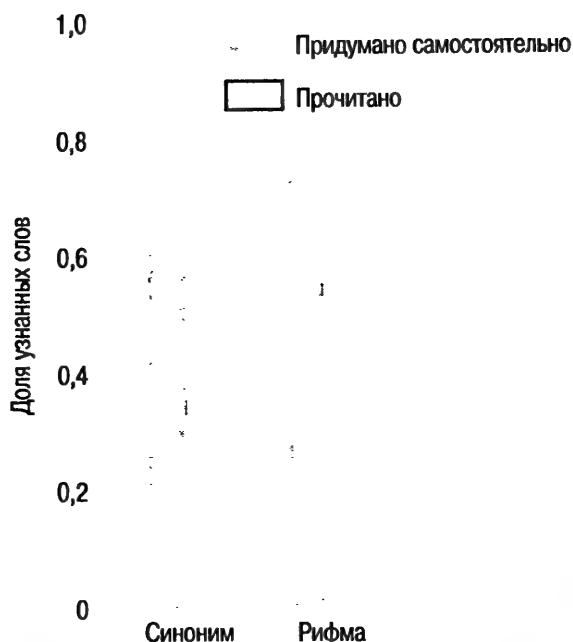 1,0
Придумано самостоятельно
Прочитано
0,8
0,6
0,4
0,2
0
Доля узнанных слов
Синоним
Рифма